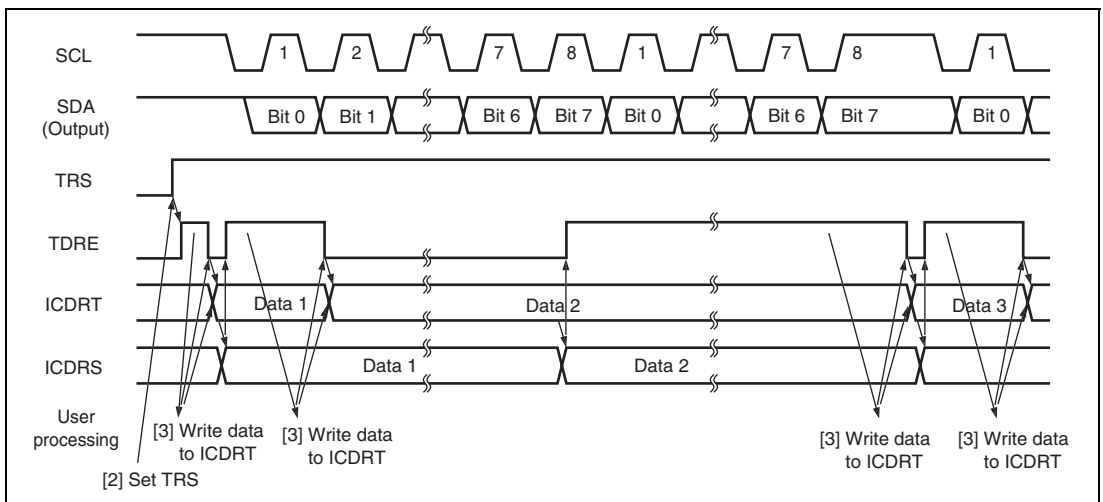 SCL 1 2 7 8 1 7 8 1
SDA
(Output) Bit 0 Bit 1 Bit 6 Bit 7 Bit 0 Bit 6 Bit 7 Bit 0
TRS
TDRE
ICDRT Data 1 Data 2 Data 3
ICDRS Data 1 Data 2
User
processing
[3] Write data
to ICDRT
[3] Write data
to ICDRT
[3] Write data
to ICDRT
[3] Write data
to ICDRT
[2] Set TRS